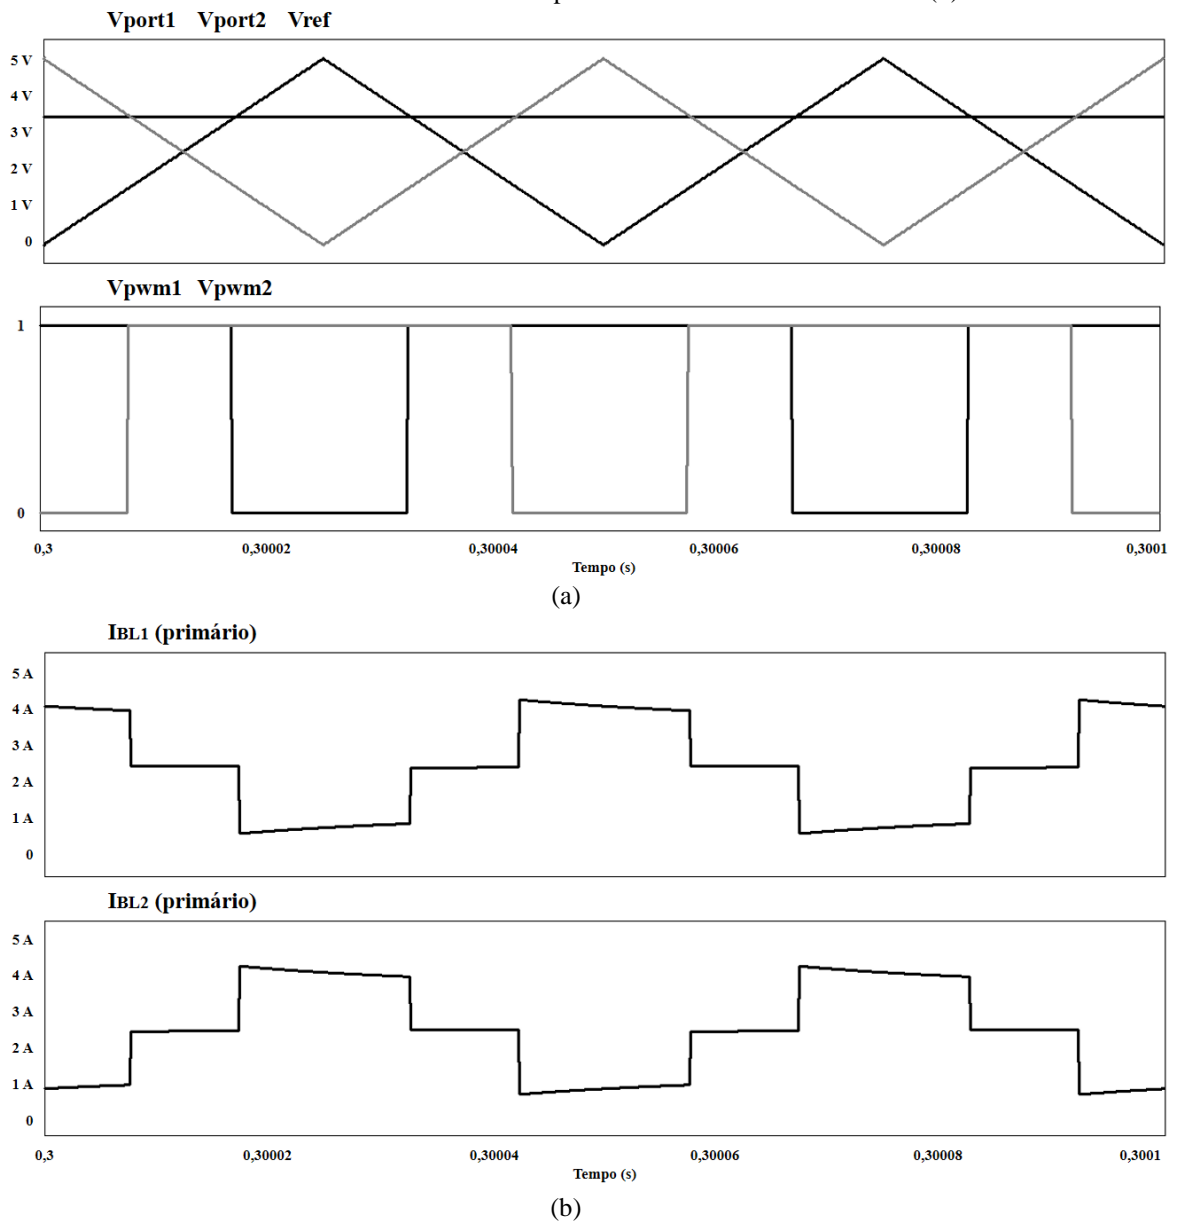 Vport1 Vport2 Vref
5 V
4 V
3 V
2 V
1 V
0
Vpwm1 Vpwm2
1
0
0,3 0,30002 0,30004 0,30006 0,30008 0,3001
Tempo (s)
(a)
IBL1 (primário)
5 A
4 A
3 A
2 A
1 A
0
IBL2 (primário)
5 A
4 A
3 A
2 A
1 A
0
0,3 0,30002 0,30004 0,30006 0,30008 0,3001
Tempo (s)
(b)